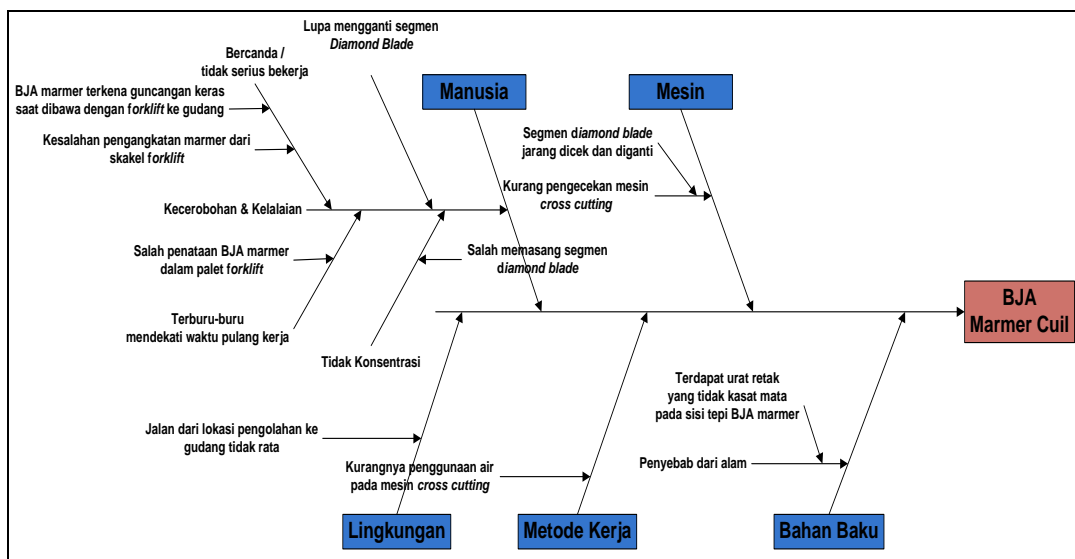 Lupa mengganti segmen
Diamond Blade
Bercanda /
tidak serius bekerja
BJA marmer terkena guncangan keras
saat dibawa dengan forklift ke gudang
Kesalahan pengangkatan marmer dari
skakel forklift
Kecerobohan & Kelalaian
Salah penataan BJA marmer
dalam palet forklift
Terburu-buru
mendekati waktu pulang kerja
Salah memasang segmen
diamond blade
Tidak Konsentrasi
Manusia
Mesin
Segmen diamond blade
jarang dicek dan diganti
Kurang pengecekan mesin
cross cutting
BJA
Marmer Cuil
Jalan dari lokasi pengolahan ke
gudang tidak rata
Kurangnya penggunaan air
pada mesin cross cutting
Terdapat urat retak
yang tidak kasat mata
pada sisi tepi BJA marmer
Penyebab dari alam
Lingkungan
Metode Kerja
Bahan Baku